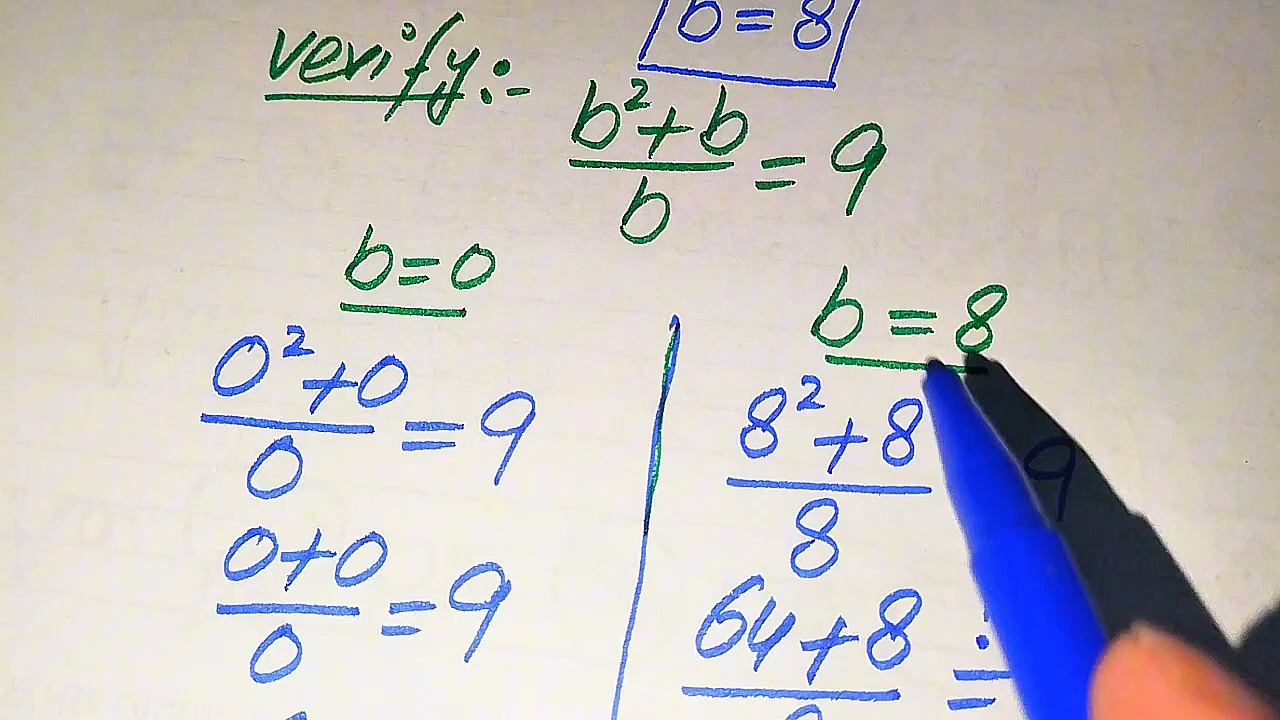 b = 8
verify:-
b²+b/b = 9
b=0
0²+0/0 = 9
0+0/0 = 9
b = 8
8²+8/8 9
64+8/ =